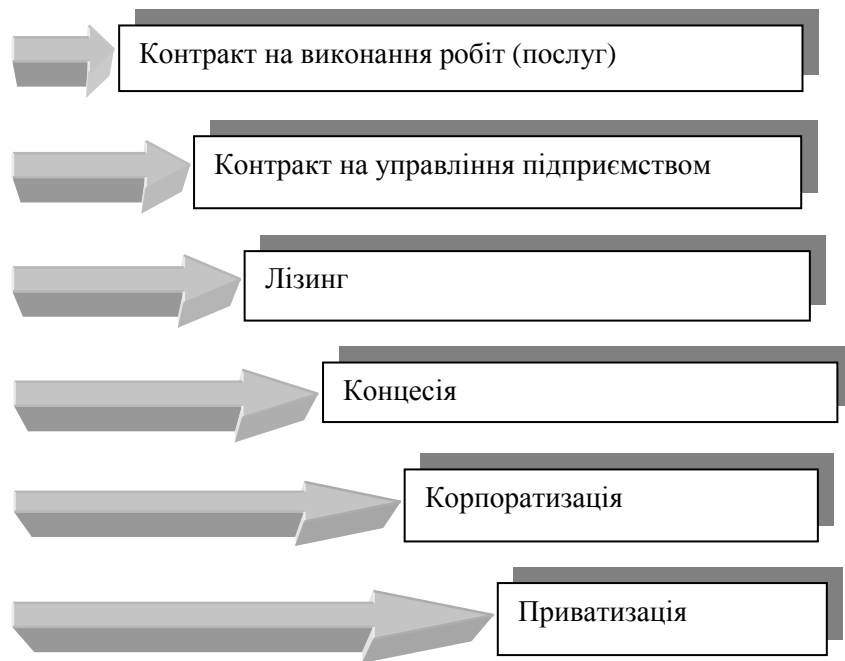 Контракт на виконання робіт (послуг)
Контракт на управління підприємством
Лізинг
Концесія
Корпоратизація
Приватизація